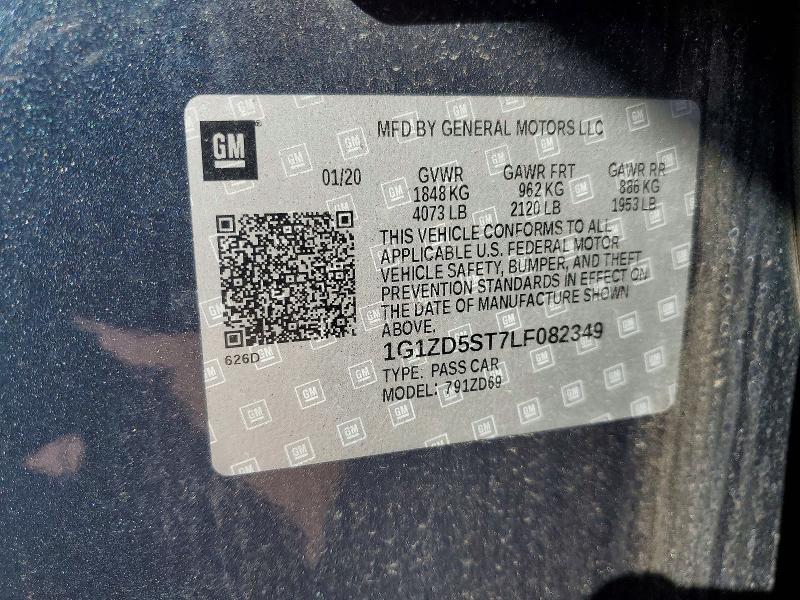 GM
MFD BY GENERAL MOTORS LLC
01/20 GVWR GAWR FRT GAWR RR
1848 KG 962 KG 886 KG
4073 LB 2120 LB 1953 LB
THIS VEHICLE CONFORMS TO ALL
APPLICABLE U.S. FEDERAL MOTOR
VEHICLE SAFETY, BUMPER, AND THEFT
PREVENTION STANDARDS IN EFFECT ON
THE DATE OF MANUFACTURE SHOWN
ABOVE.
626D
1G1ZD5ST7LF082349
TYPE: PASS CAR
MODEL: 791ZD69